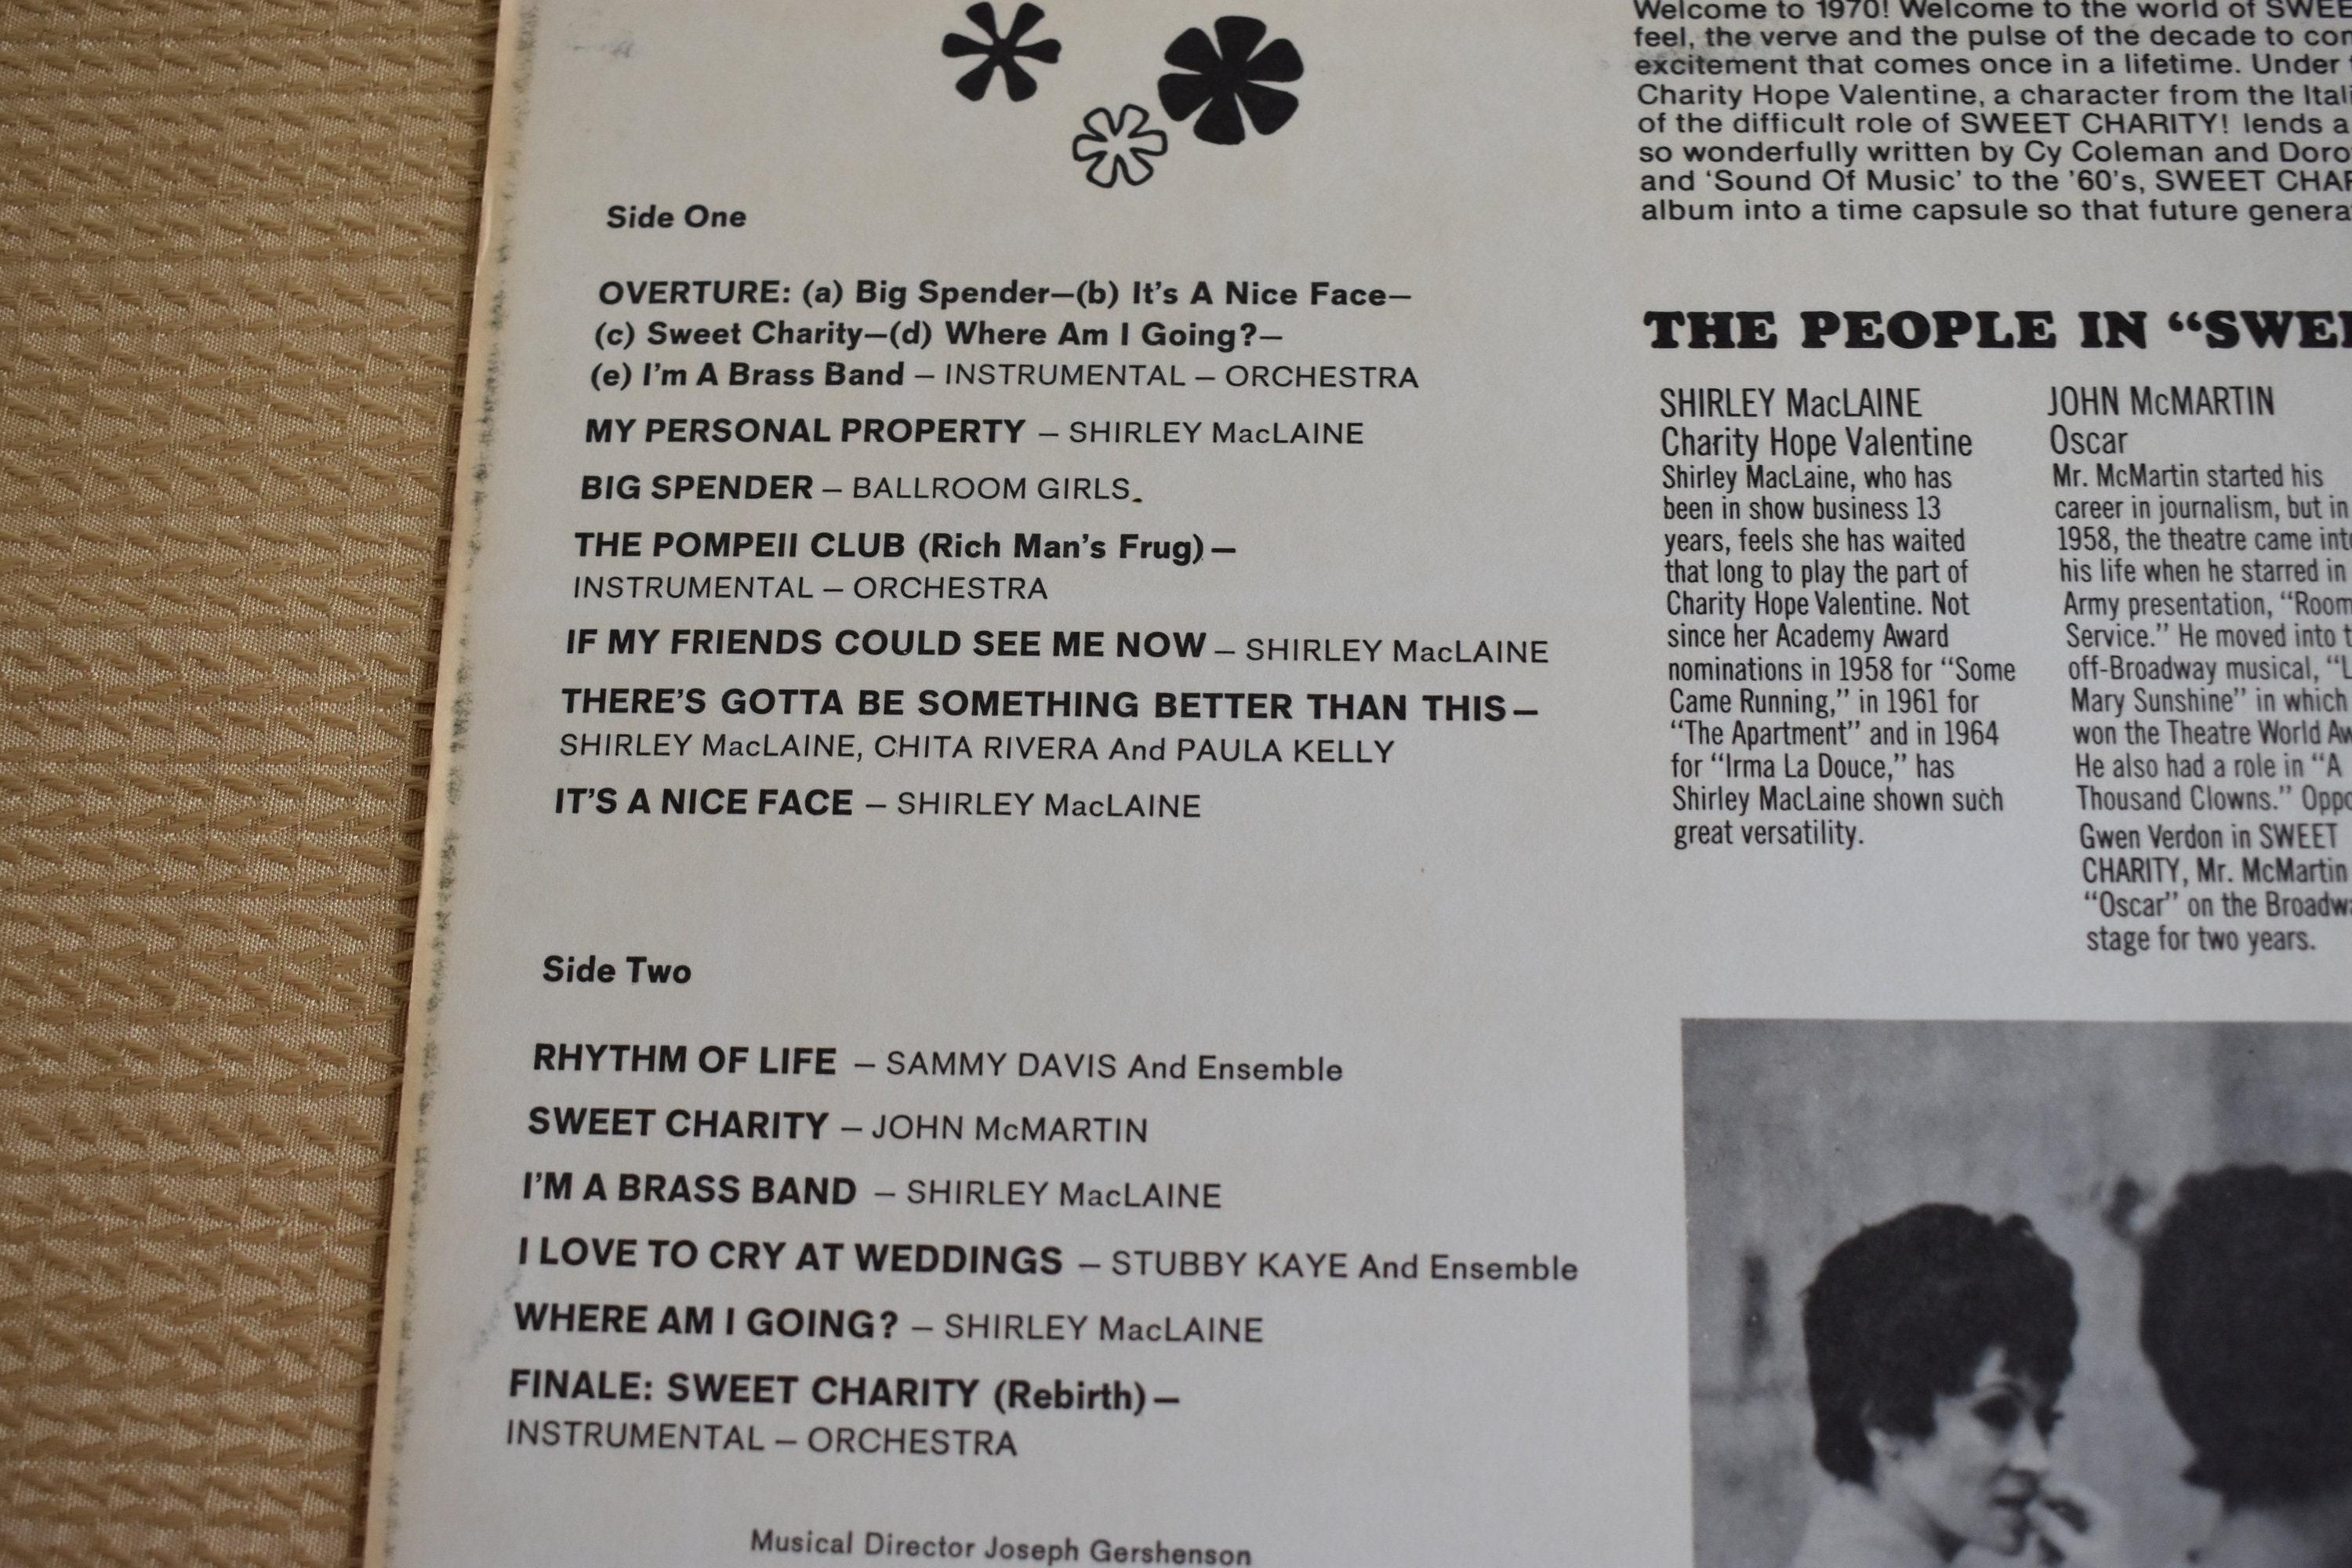 Side One
OVERTURE: (a) Big Spender—(b) It's A Nice Face—
(c) Sweet Charity—(d) Where Am I Going?—
(e) I'm A Brass Band – INSTRUMENTAL – ORCHESTRA
MY PERSONAL PROPERTY – SHIRLEY MacLAINE
BIG SPENDER – BALLROOM GIRLS
THE POMPEII CLUB (Rich Man's Frug) –
INSTRUMENTAL – ORCHESTRA
IF MY FRIENDS COULD SEE ME NOW – SHIRLEY MacLAINE
THERE'S GOTTA BE SOMETHING BETTER THAN THIS –
SHIRLEY MacLAINE, CHITA RIVERA And PAULA KELLY
IT'S A NICE FACE – SHIRLEY MacLAINE
Side Two
RHYTHM OF LIFE – SAMMY DAVIS And Ensemble
SWEET CHARITY – JOHN McMARTIN
I'M A BRASS BAND – SHIRLEY MacLAINE
I LOVE TO CRY AT WEDDINGS – STUBBY KAYE And Ensemble
WHERE AM I GOING? – SHIRLEY MacLAINE
FINALE: SWEET CHARITY (Rebirth) –
INSTRUMENTAL – ORCHESTRA
Musical Director Joseph Gershenson
Welcome to 1970! Welcome to the world of
feel, the verve and the pulse of the decade to
excitement that comes once in a lifetime. Under
Charity Hope Valentine, a character from the
of the difficult role of SWEET CHARITY! lends a
so wonderfully written by Cy Coleman and
and 'Sound Of Music' to the '60's, SWEET
album into a time capsule so that future
THE PEOPLE IN
SHIRLEY MacLAINE
Charity Hope Valentine
Shirley MacLaine, who has
been in show business 13
years, feels she has waited
that long to play the part of
Charity Hope Valentine. Not
since her Academy Award
nominations in 1958 for "Some
Came Running," in 1961 for
"The Apartment" and in 1964
for "Irma La Douce," has
Shirley MacLaine shown such
great versatility.
JOHN McMARTIN
Oscar
Mr. McMartin started his
career in journalism, but in
1958, the theatre came
his life when he starred in
Army presentation, "Room
Service." He moved into
off-Broadway musical,
Mary Sunshine" in which
won the Theatre World
He also had a role in "A
Thousand Clowns."
Gwen Verdon in SWEET
CHARITY, Mr. McMartin
"Oscar" on the
stage for two years.